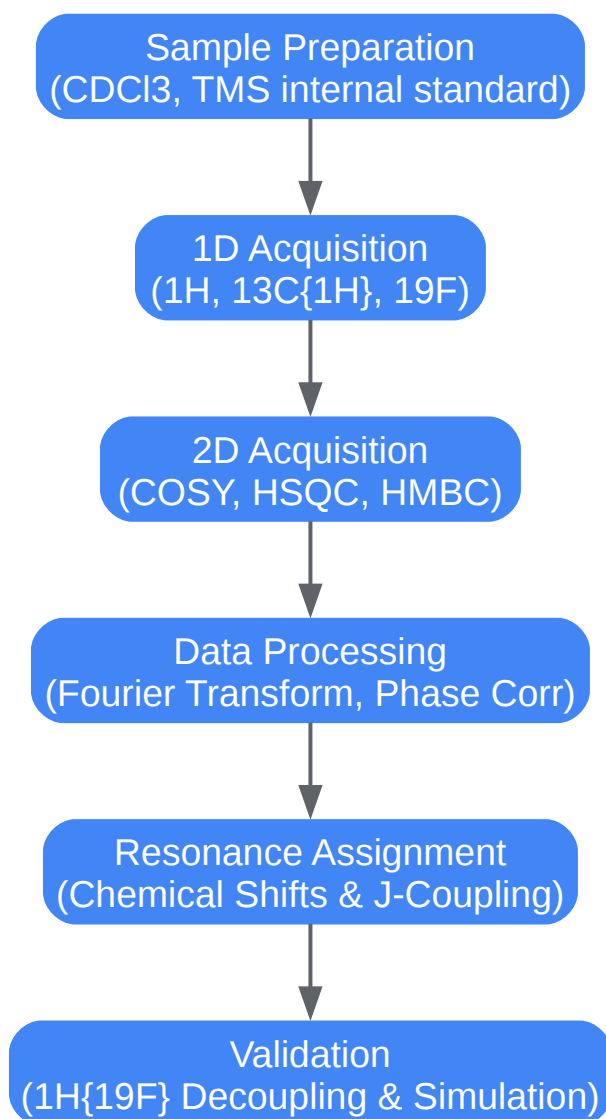 Sample Preparation
(CDCl3, TMS internal standard)
1D Acquisition
(1H, 13C{1H}, 19F)
2D Acquisition
(COSY, HSQC, HMBC)
Data Processing
(Fourier Transform, Phase Corr)
Resonance Assignment
(Chemical Shifts & J-Coupling)
Validation
(1H{19F} Decoupling & Simulation)